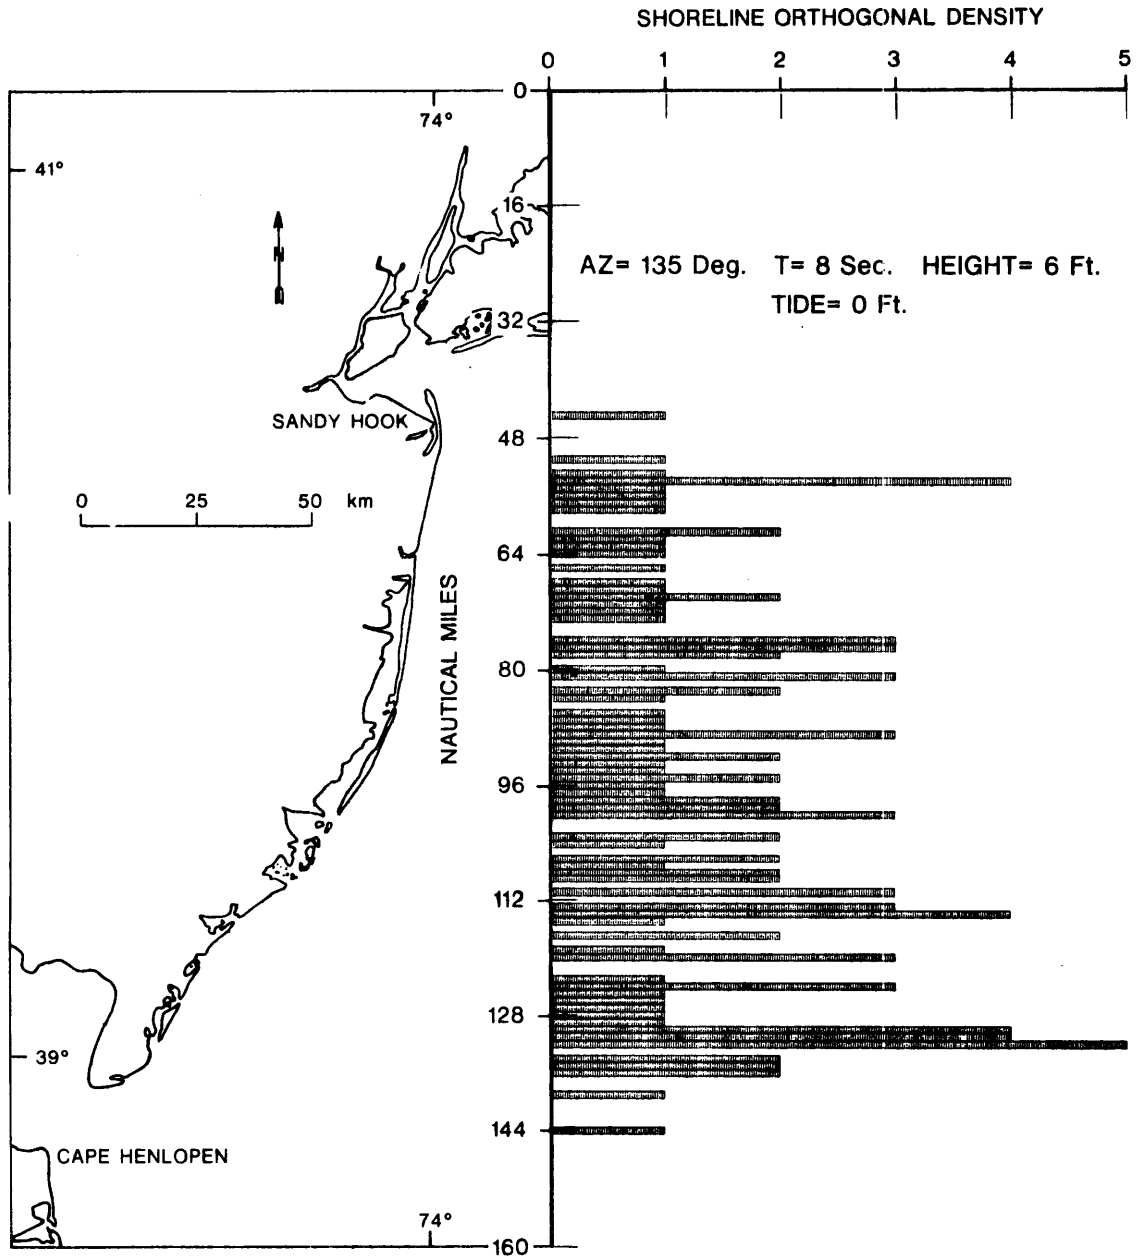 SHORELINE ORTHOGONAL DENSITY
0 1 2 3 4 5
0
74°
41°
16
N
AZ= 135 Deg. T= 8 Sec. HEIGHT= 6 Ft.
TIDE= 0 Ft.
32
SANDY HOOK
48
0 25 50 km
64
NAUTICAL MILES
80
96
112
128
39°
144
CAPE HENLOPEN
74°
160